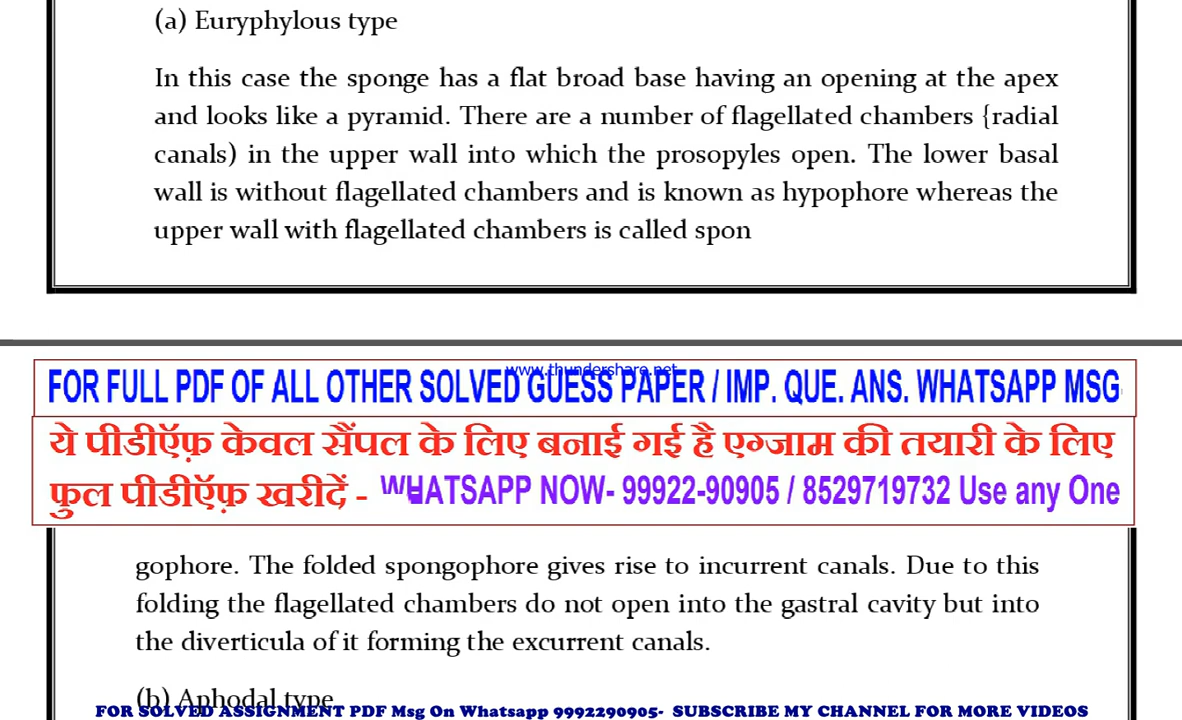 (a) Euryphylous type
In this case the sponge has a flat broad base having an opening at the apex
and looks like a pyramid. There are a number of flagellated chambers {radial
canals) in the upper wall into which the prosopyles open. The lower basal
wall is without flagellated chambers and is known as hypophore whereas the
upper wall with flagellated chambers is called spon
www.thundershare.net
FOR FULL PDF OF ALL OTHER SOLVED GUESS PAPER / IMP. QUE. ANS. WHATSAPP MSG
ये पीडीऍफ़ केवल सैंपल के लिए बनाई गई है एग्जाम की तयारी के लिए
फुल पीडीऍफ़ खरीदें - WHATSAPP NOW- 99922-90905 / 8529719732 Use any One
gophore. The folded spongophore gives rise to incurrent canals. Due to this
folding the flagellated chambers do not open into the gastral cavity but into
the diverticula of it forming the excurrent canals.
(b) Aphodal type
FOR SOLVED ASSIGNMENT PDF Msg On Whatsapp 9992290905- SUBSCRIBE MY CHANNEL FOR MORE VIDEOS